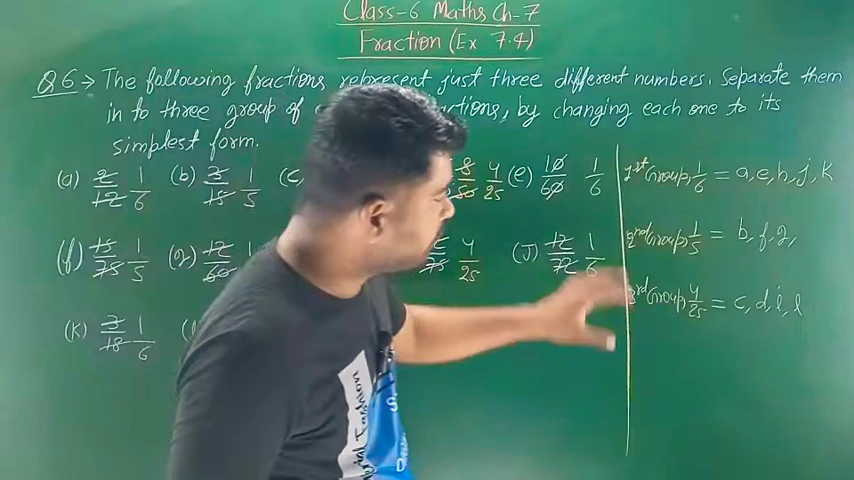 Class-6 Maths Ch-7
Fraction (Ex 7.4)
Q6 → The following fractions represent just three different numbers. Separate them
in to three group of by changing each one to its
simplest form.
(a) 2/12 1/6 (b) 3/15 1/5 (c) 8/50 4/25 (e) 10/60 1/6
(f) 15/75 1/5 (g) 12/60 /75 4/25 (J) 12/72 1/6
(K) 3/18 1/6
1st Group, 1/6 = a, e, h, j, k
2nd Group, 1/5 = b, f, g,
3rd Group, 4/25 = c, d, i, l